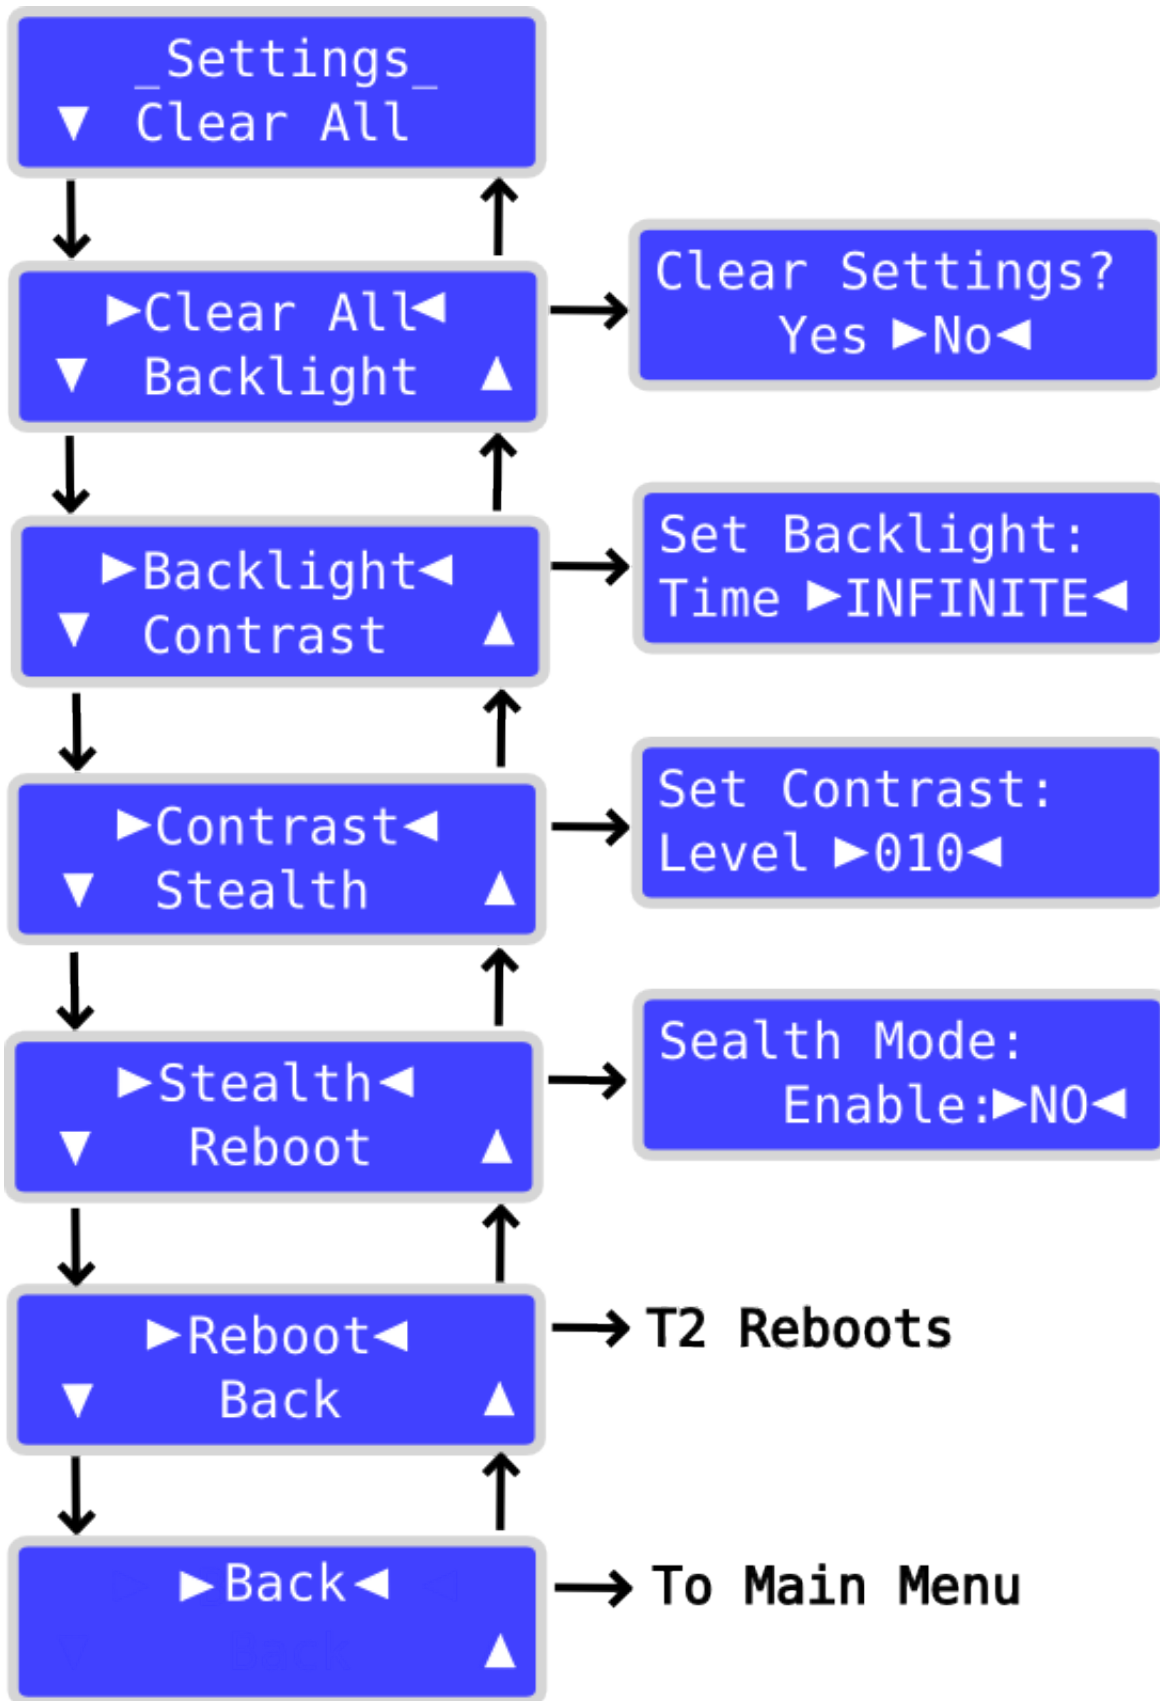 _Settings_
▼ Clear All
►Clear All◄
▼ Backlight ▲
Clear Settings?
Yes ►No◄
►Backlight◄
▼ Contrast ▲
Set Backlight:
Time ►INFINITE◄
►Contrast◄
▼ Stealth ▲
Set Contrast:
Level ►010◄
►Stealth◄
▼ Reboot ▲
Sealth Mode:
Enable:►NO◄
►Reboot◄
▼ Back ▲
T2 Reboots
►Back◄
▲
To Main Menu